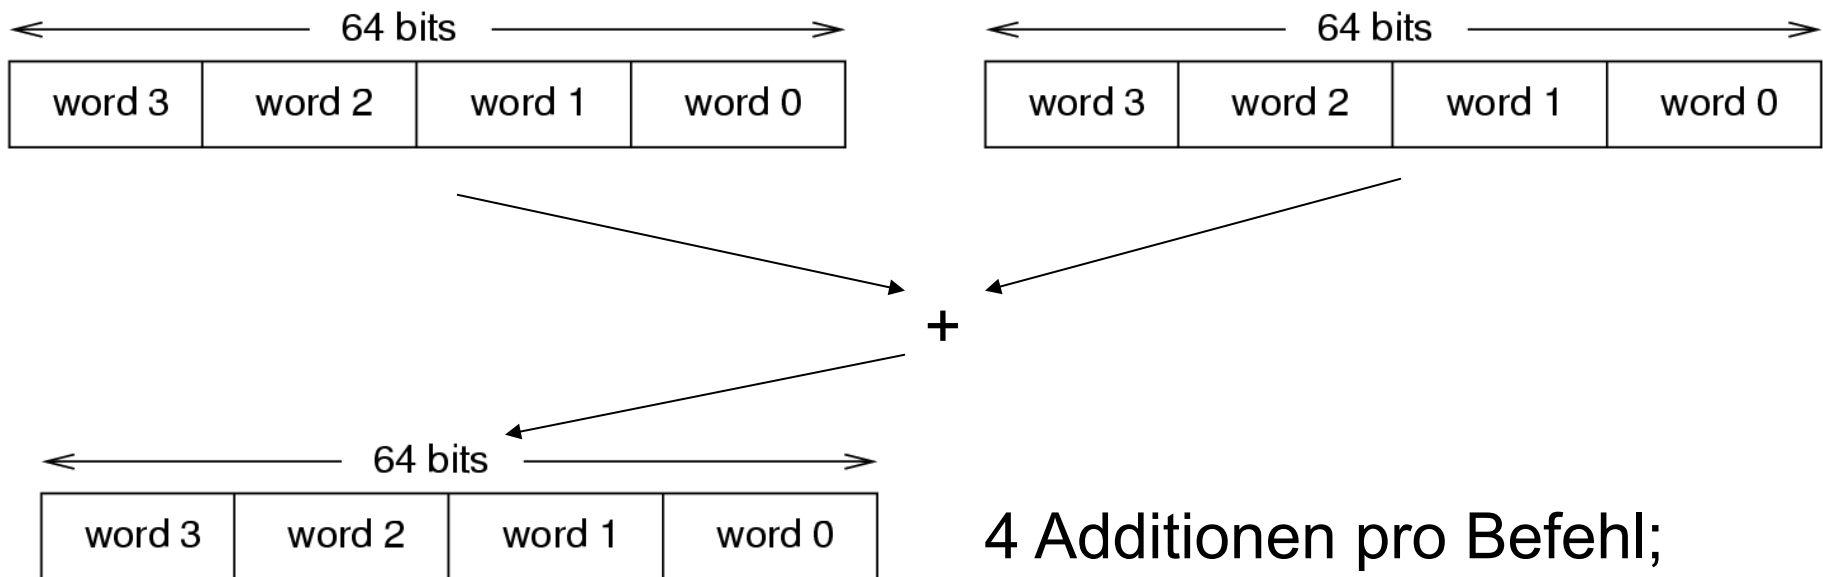 64 bits 64 bits
word 3 word 2 word 1 word 0 word 3 word 2 word 1 word 0
+
64 bits
word 3 word 2 word 1 word 0 4 Additionen pro Befehl;